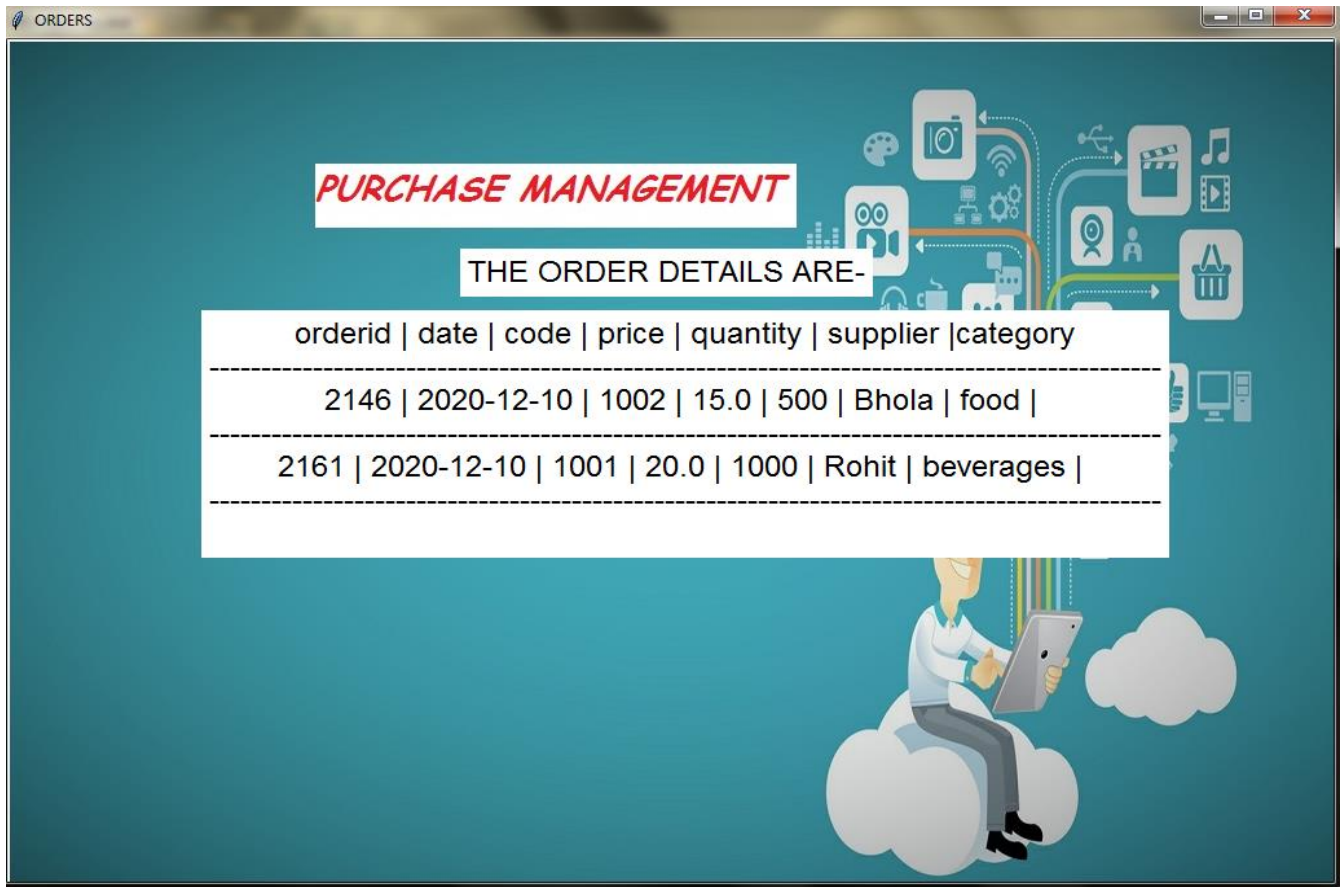 ORDERS
PURCHASE MANAGEMENT
THE ORDER DETAILS ARE-
orderid | date | code | price | quantity | supplier |category
--------------------------------------------------------------------------------------------
2146 | 2020-12-10 | 1002 | 15.0 | 500 | Bhola | food |
--------------------------------------------------------------------------------------------
2161 | 2020-12-10 | 1001 | 20.0 | 1000 | Rohit | beverages |
--------------------------------------------------------------------------------------------